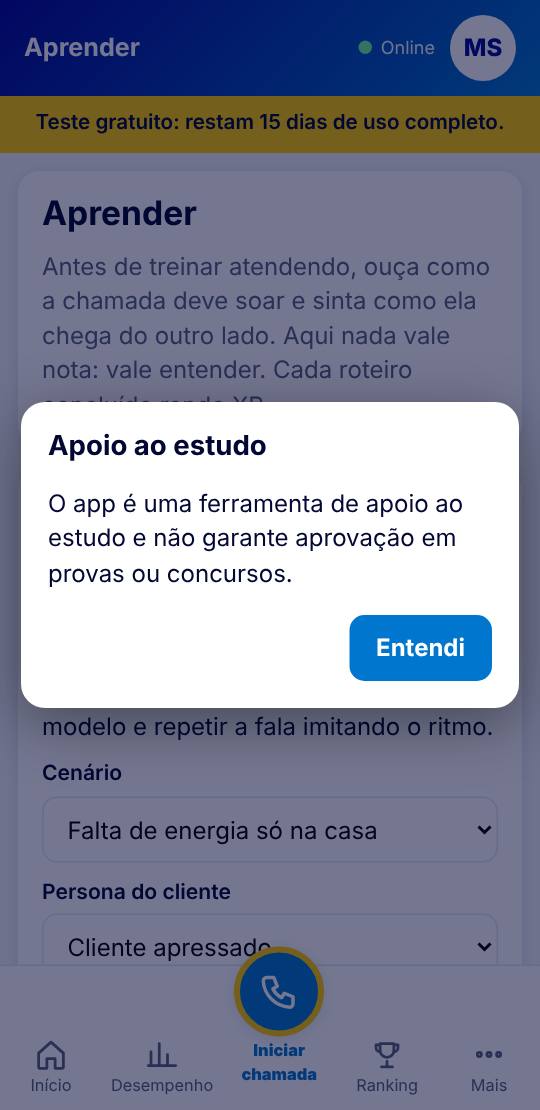 Aprender
Online
MS
Teste gratuito: restam 15 dias de uso completo.
Aprender
Antes de treinar atendendo, ouça como
a chamada deve soar e sinta como ela
chega do outro lado. Aqui nada vale
nota: vale entender. Cada roteiro
Apoio ao estudo
O app é uma ferramenta de apoio ao
estudo e não garante aprovação em
provas ou concursos.
Entendi
modelo e repetir a fala imitando o ritmo.
Cenário
Falta de energia só na casa
Persona do cliente
Cliente apressado
Iniciar
chamada
Início
Desempenho
Ranking
Mais